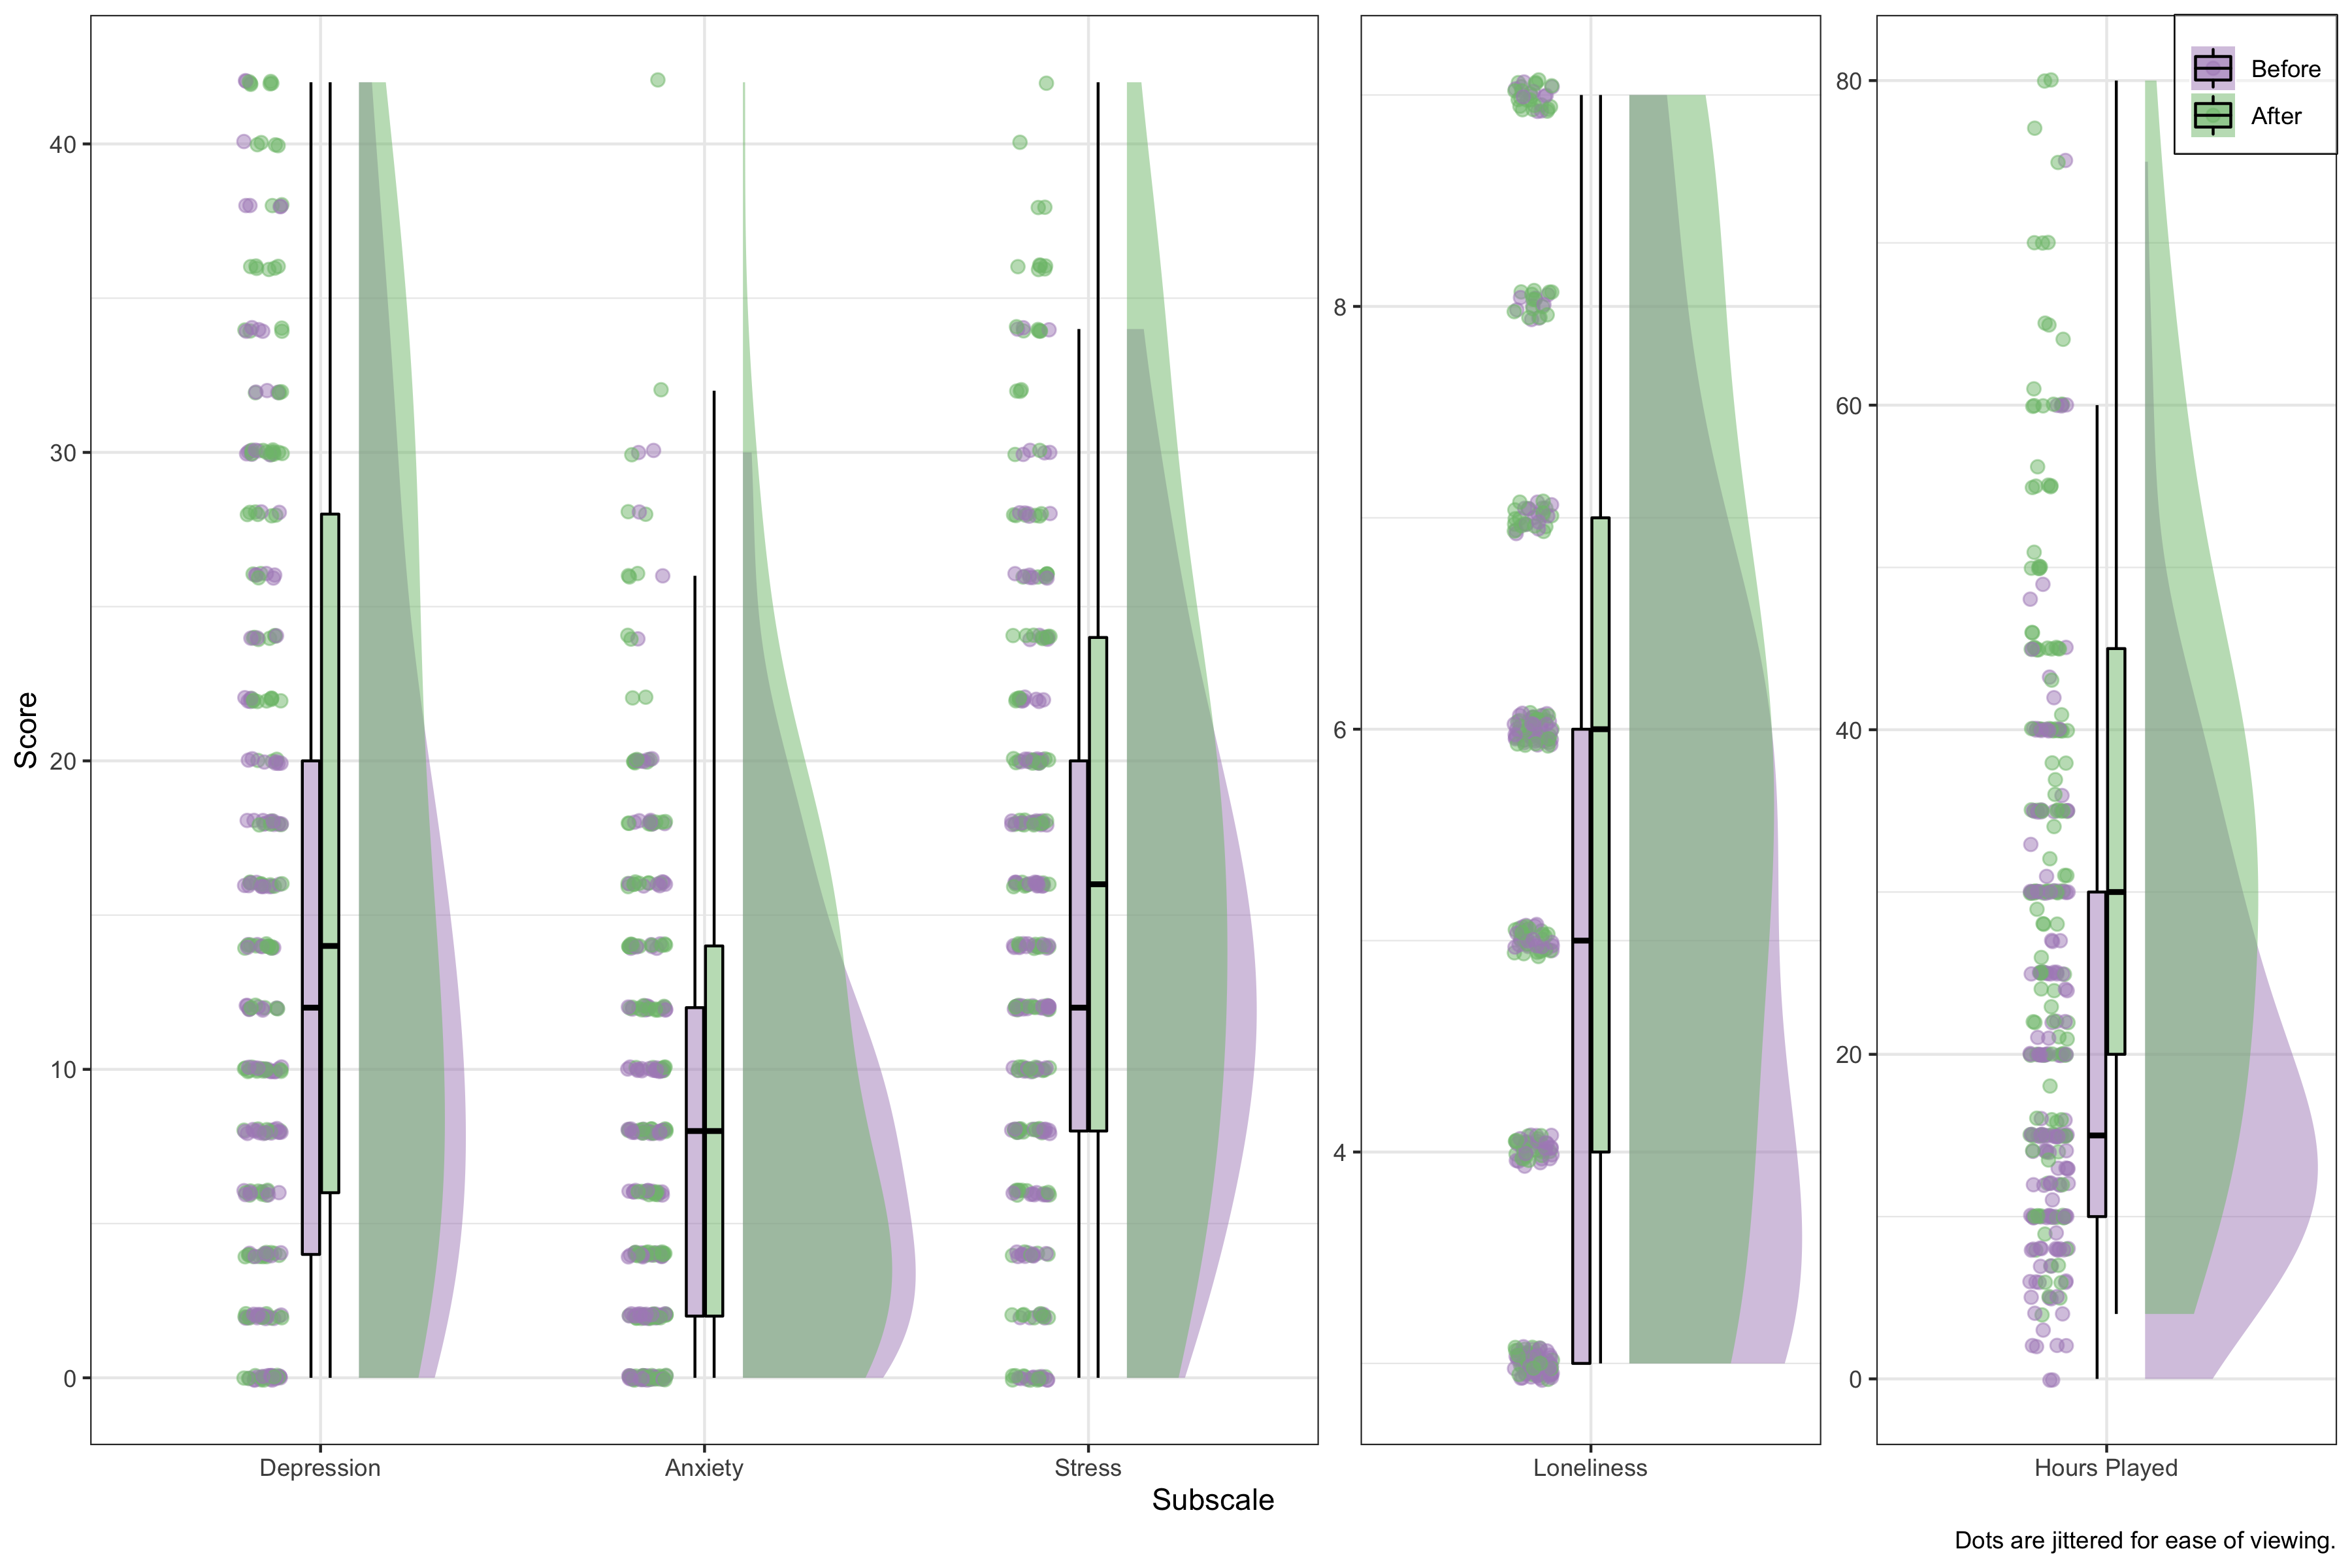 Score
40
30
20
10
0
Depression
Anxiety
Stress
8
6
4
Loneliness
80
60
40
20
0
Hours Played
Before
After
Subscale
Dots are jittered for ease of viewing.